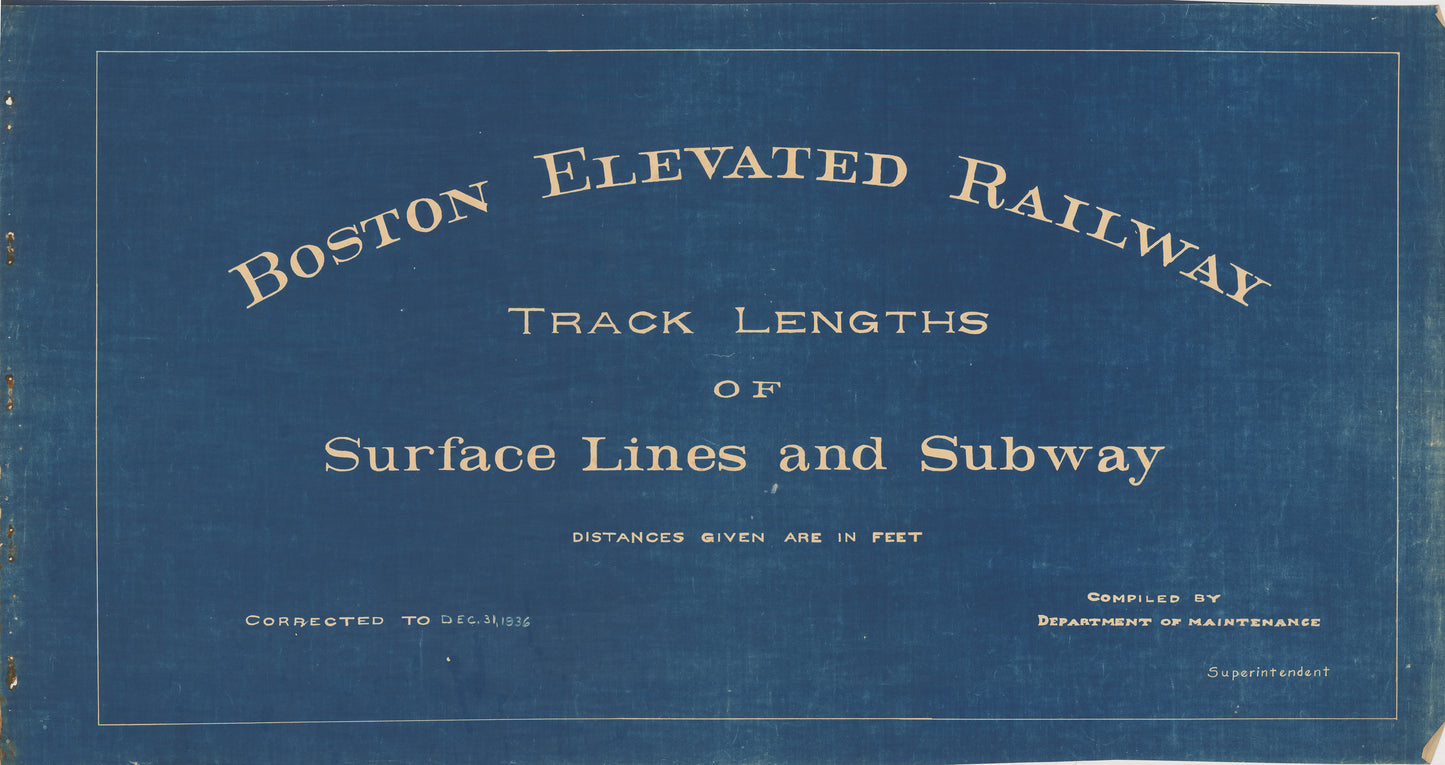 BOSTON ELEVATED RAILWAY
TRACK LENGTHS
OF
Surface Lines and Subway
DISTANCES GIVEN ARE IN FEET
CORRECTED TO DEC. 31, 1936
COMPILED BY
DEPARTMENT OF MAINTENANCE
Superintendent